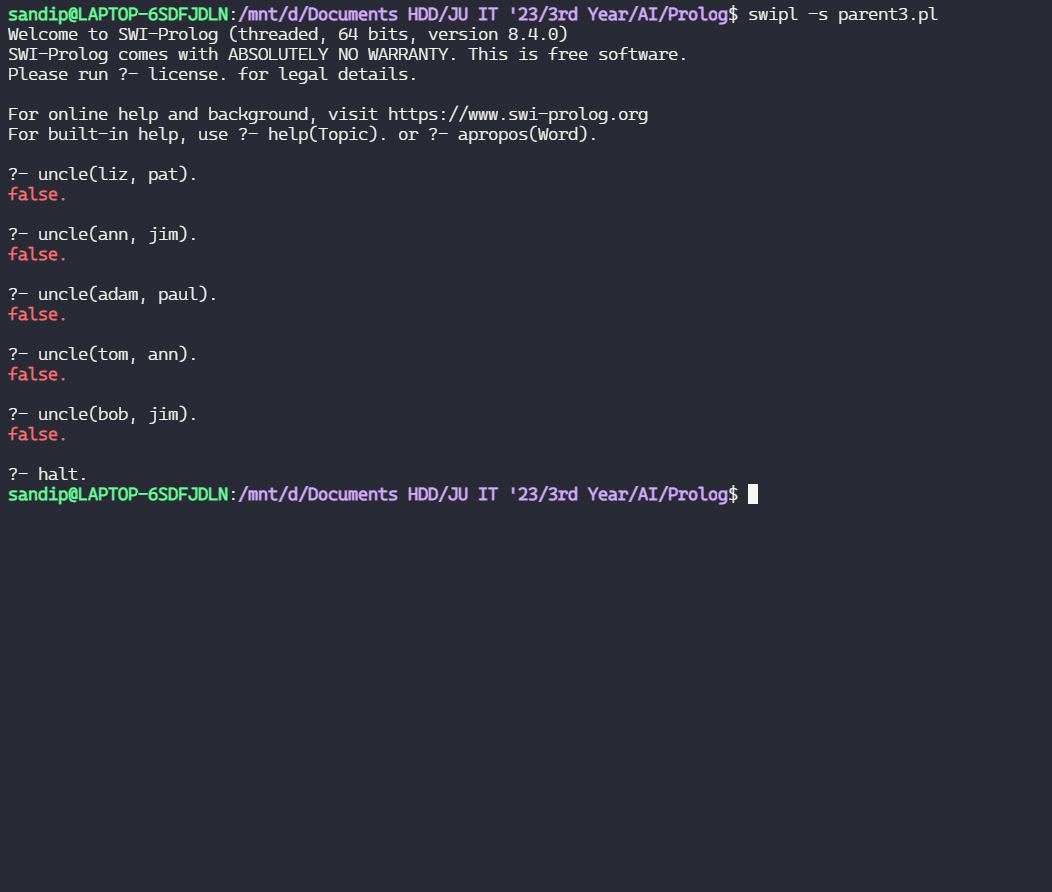 sandip@LAPTOP-6SDFJDLN:/mnt/d/Documents HDD/JU IT '23/3rd Year/AI/Prolog$ swipl -s parent3.pl
Welcome to SWI-Prolog (threaded, 64 bits, version 8.4.0)
SWI-Prolog comes with ABSOLUTELY NO WARRANTY. This is free software.
Please run ?- license. for legal details.
For online help and background, visit https://www.swi-prolog.org
For built-in help, use ?- help(Topic). or ?- apropos(Word).
?- uncle(liz, pat).
false.
?- uncle(ann, jim).
false.
?- uncle(adam, paul).
false.
?- uncle(tom, ann).
false.
?- uncle(bob, jim).
false.
?- halt.
sandip@LAPTOP-6SDFJDLN:/mnt/d/Documents HDD/JU IT '23/3rd Year/AI/Prolog$